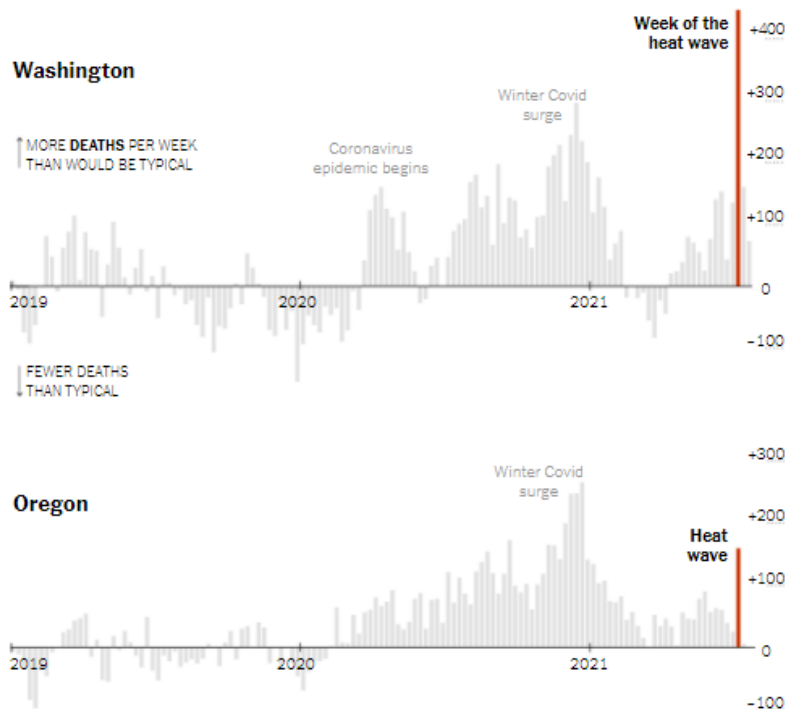 Week of the
heat wave
+400
Washington
Winter Covid
surge
+300
MORE DEATHS PER WEEK
THAN WOULD BE TYPICAL
Coronavirus
epidemic begins
+200
+100
2019
2020
2021
0
-100
FEWER DEATHS
THAN TYPICAL
+300
Winter Covid
surge
Oregon
+200
Heat
wave
+100
2019
2020
2021
0
-100